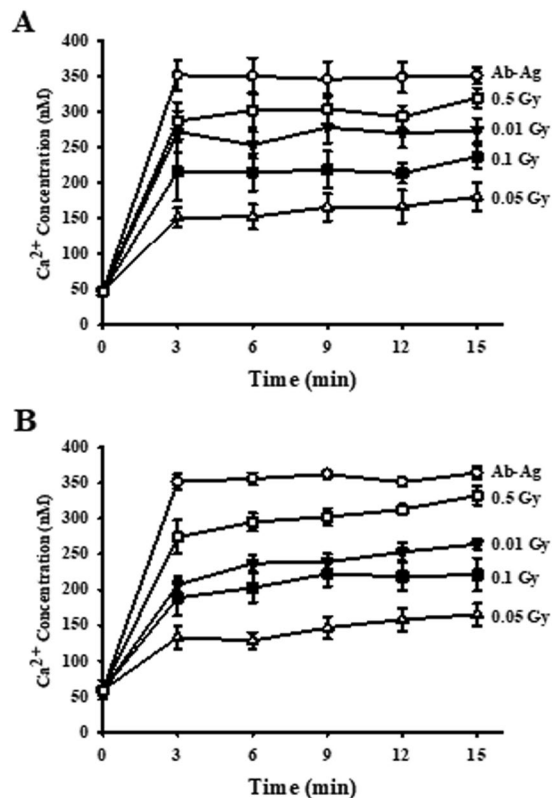 A
400
350
300
250
200
150
100
50
0
Ca2+ Concentration (nM)
Ab-Ag
0.5 Gy
0.01 Gy
0.1 Gy
0.05 Gy
0 3 6 9 12 15
Time (min)
B
400
350
300
250
200
150
100
50
0
Ca2+ Concentration (nM)
Ab-Ag
0.5 Gy
0.01 Gy
0.1 Gy
0.05 Gy
0 3 6 9 12 15
Time (min)